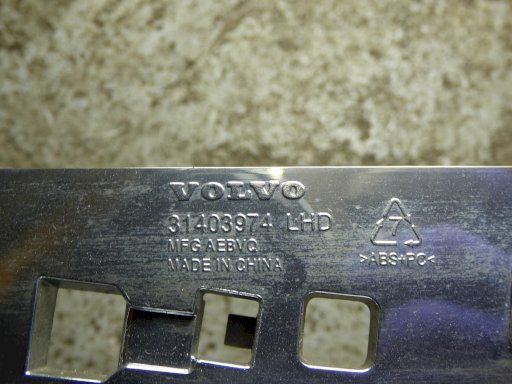 VOLVO
31403974 LHD
MFG AEBVQ
MADE IN CHINA
7
>ABS+PC<